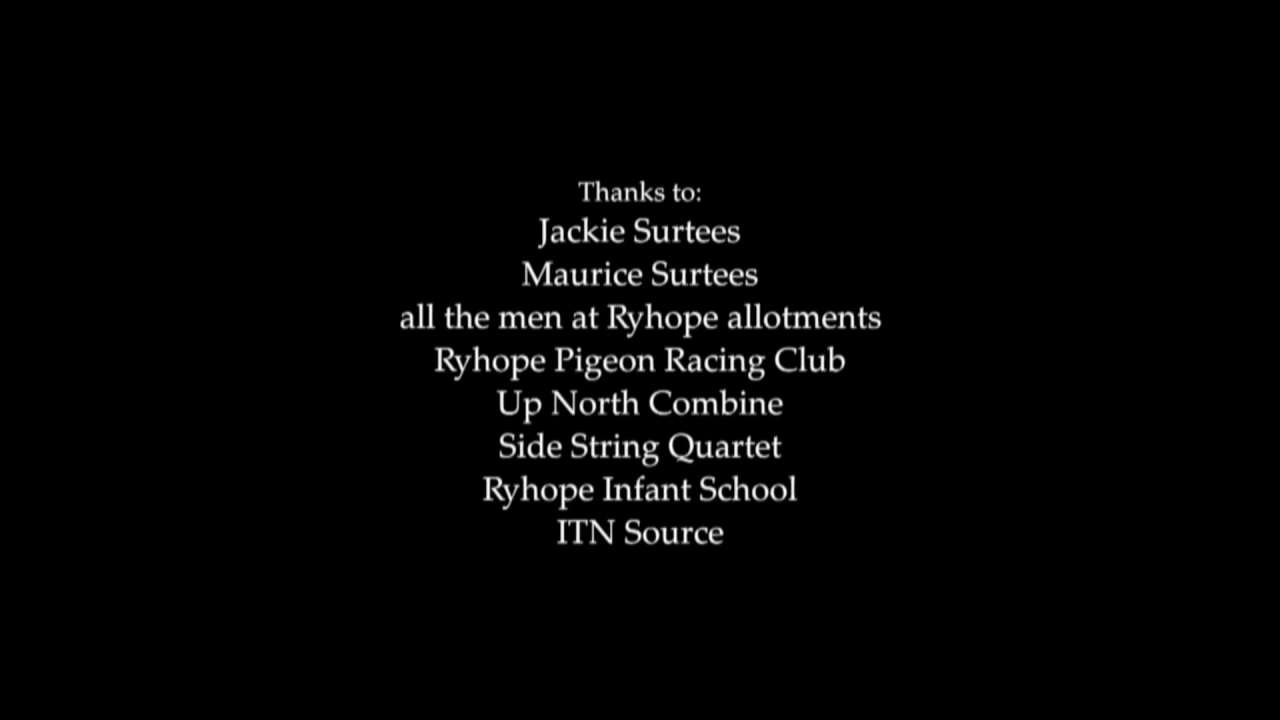 Thanks to:
Jackie Surtees
Maurice Surtees
all the men at Ryhope allotments
Ryhope Pigeon Racing Club
Up North Combine
Side String Quartet
Ryhope Infant School
ITN Source